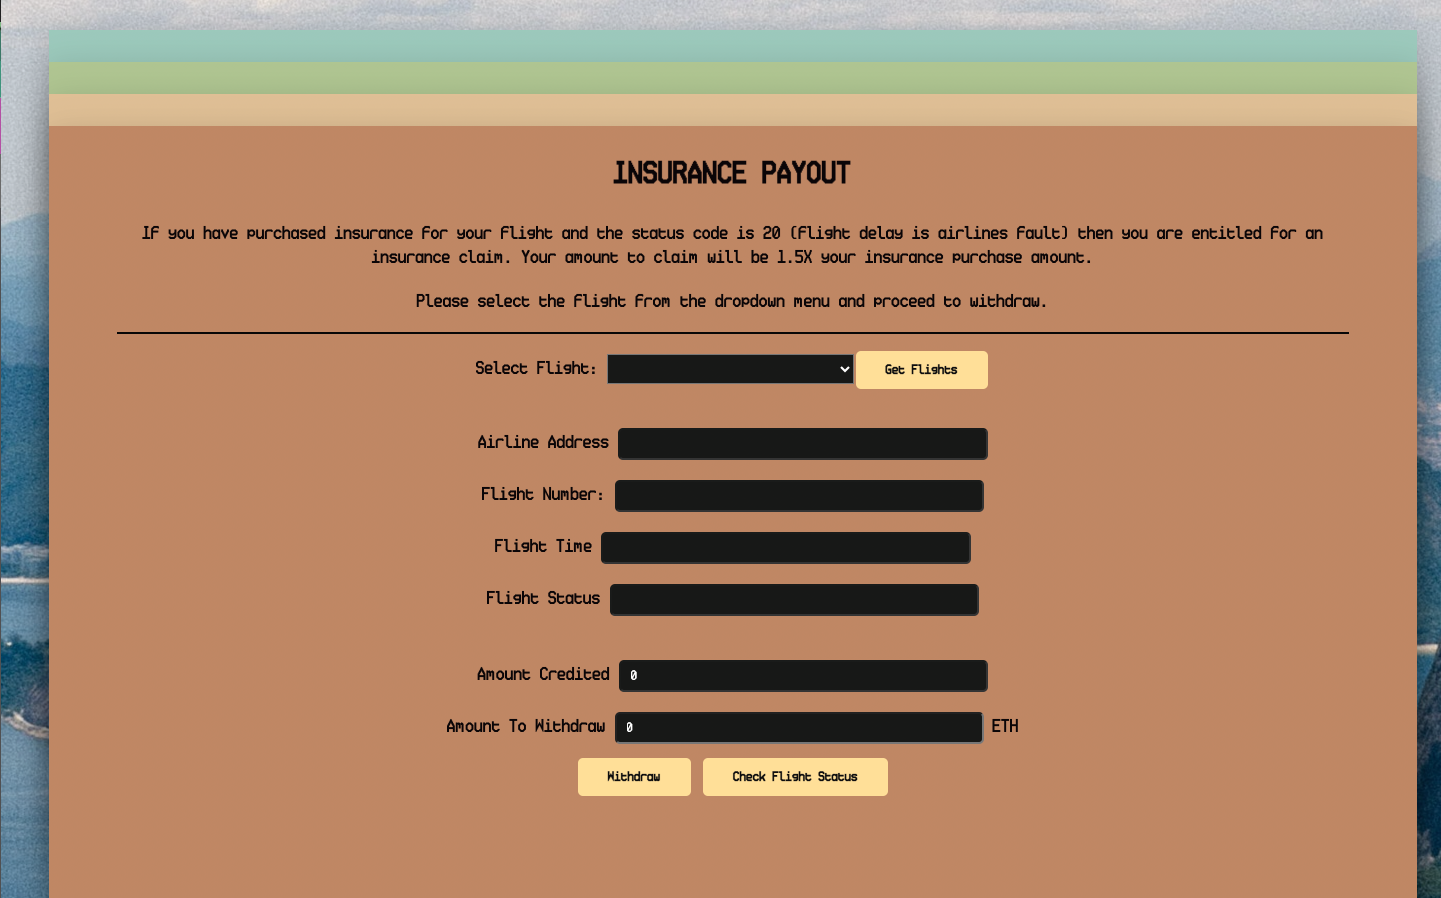 INSURANCE PAYOUT
If you have purchased insurance for your flight and the status code is 20 (flight delay is airlines fault) then you are entitled for an
insurance claim. Your amount to claim will be 1.5X your insurance purchase amount.
Please select the flight from the dropdown menu and proceed to withdraw.
Select Flight: Get Flights
Airline Address
Flight Number:
Flight Time
Flight Status
Amount Credited 0
Amount To Withdraw 0 ETH
Withdraw Check Flight Status